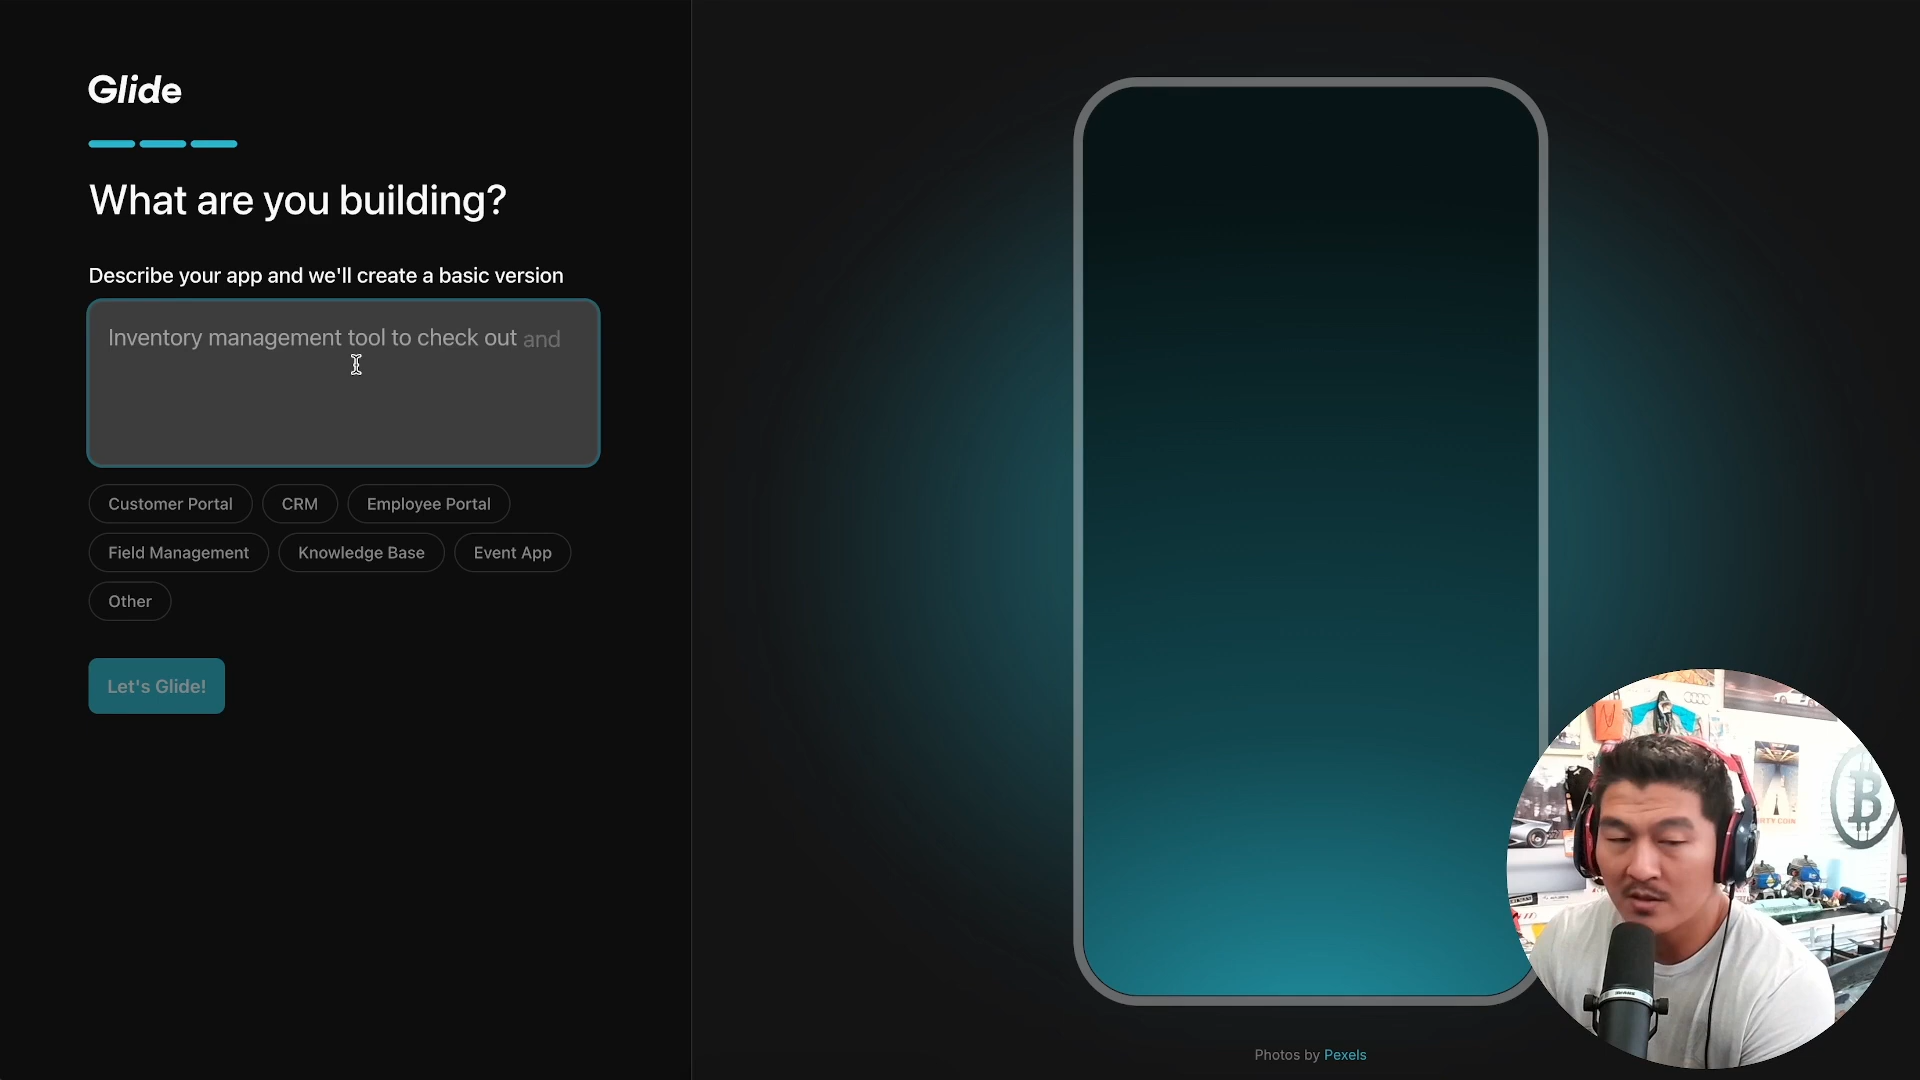 Glide
What are you building?
Describe your app and we'll create a basic version
Inventory management tool to check out and
Customer Portal
CRM
Employee Portal
Field Management
Knowledge Base
Event App
Other
Let's Glide!
Photos by Pexels